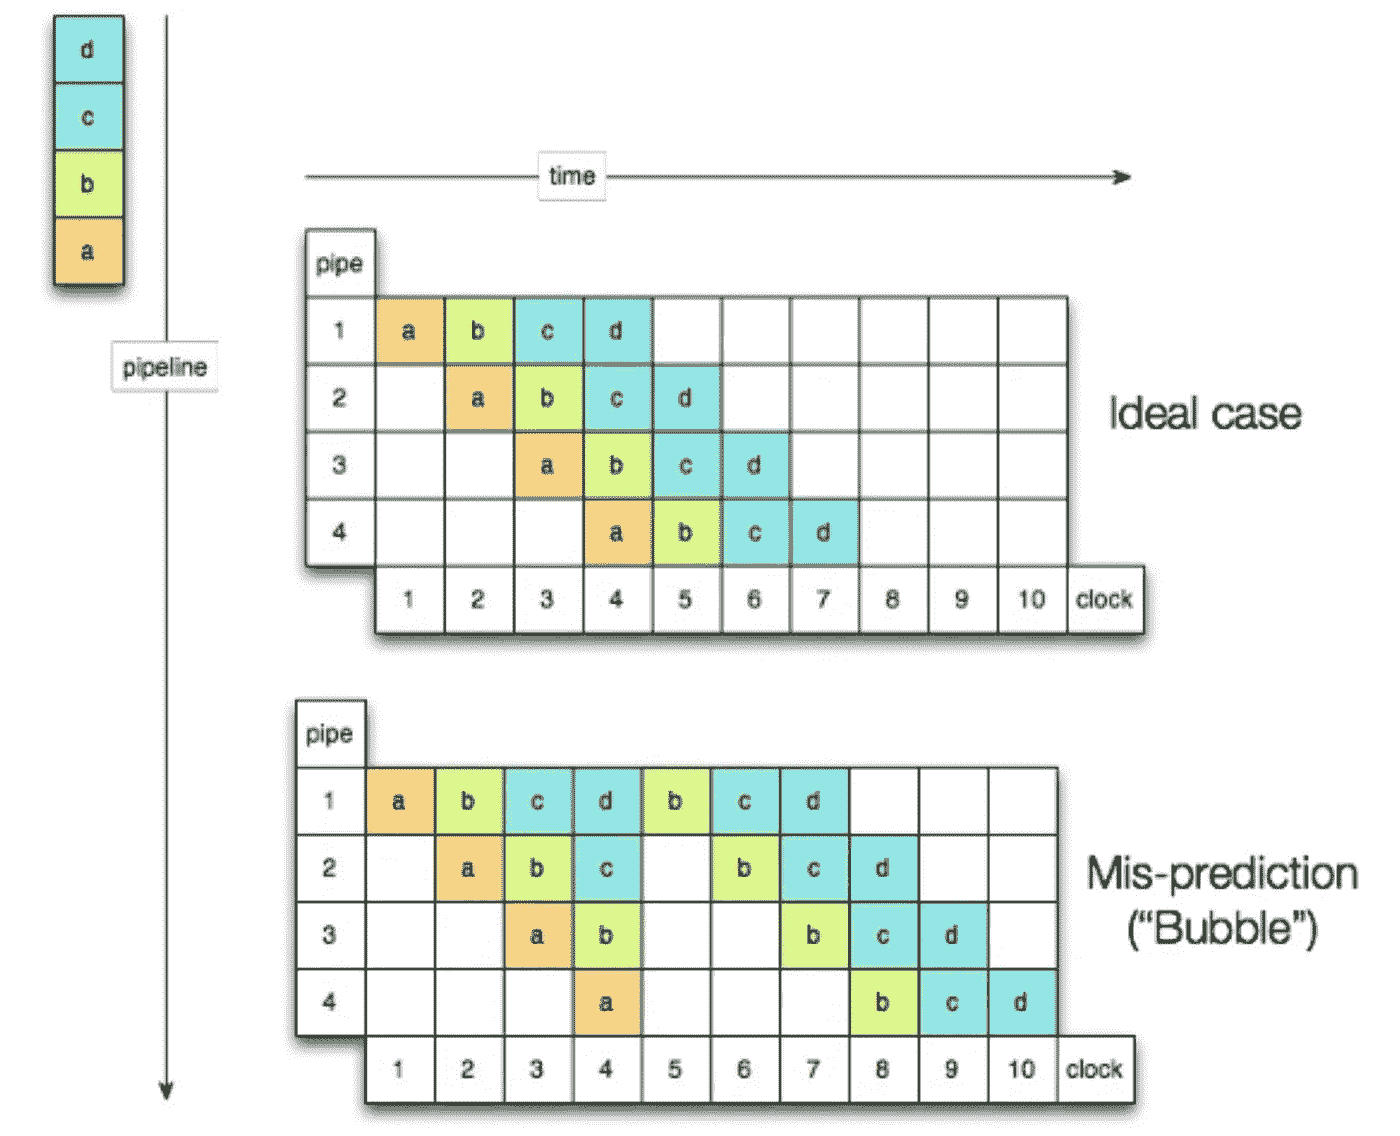 d
c
b
a
pipeline
time
pipe
1 a b c d
2 a b c d
3 a b c d
4 a b c d
1 2 3 4 5 6 7 8 9 10 clock
Ideal case
pipe
1 a b c d b c d
2 a b c b c d
3 a b b c d
4 a b c d
1 2 3 4 5 6 7 8 9 10 clock
Mis-prediction
(“Bubble”)